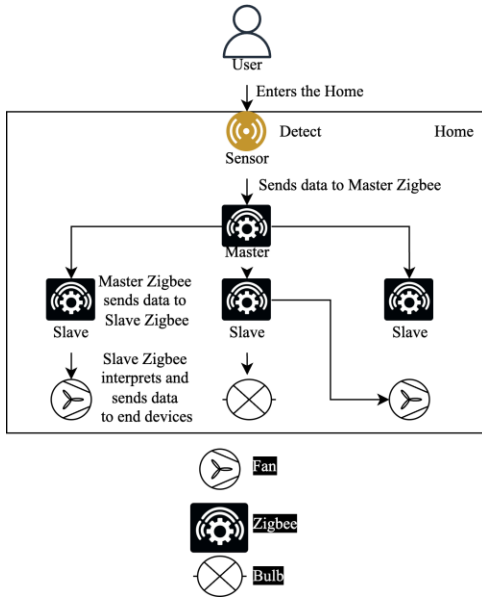 User
Enters the Home
Detect
Home
Sensor
Sends data to Master Zigbee
Master
Master Zigbee
sends data to
Slave Zigbee
Slave
Slave
Slave
Slave Zigbee
interprets and
sends data
to end devices
Fan
Zigbee
Bulb